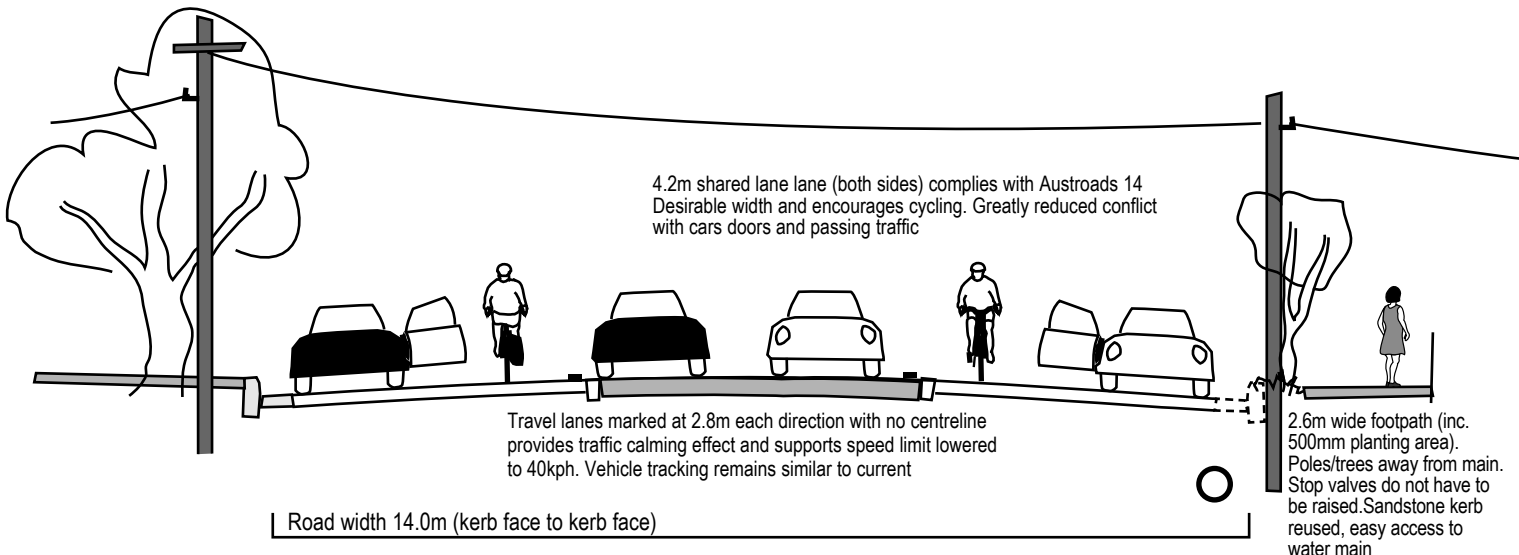 4.2m shared lane lane (both sides) complies with Austroads 14
Desirable width and encourages cycling. Greatly reduced conflict
with cars doors and passing traffic
Travel lanes marked at 2.8m each direction with no centreline
provides traffic calming effect and supports speed limit lowered
to 40kph. Vehicle tracking remains similar to current
2.6m wide footpath (inc.
500mm planting area).
Poles/trees away from main.
Stop valves do not have to
be raised.Sandstone kerb
reused, easy access to
water main
Road width 14.0m (kerb face to kerb face)